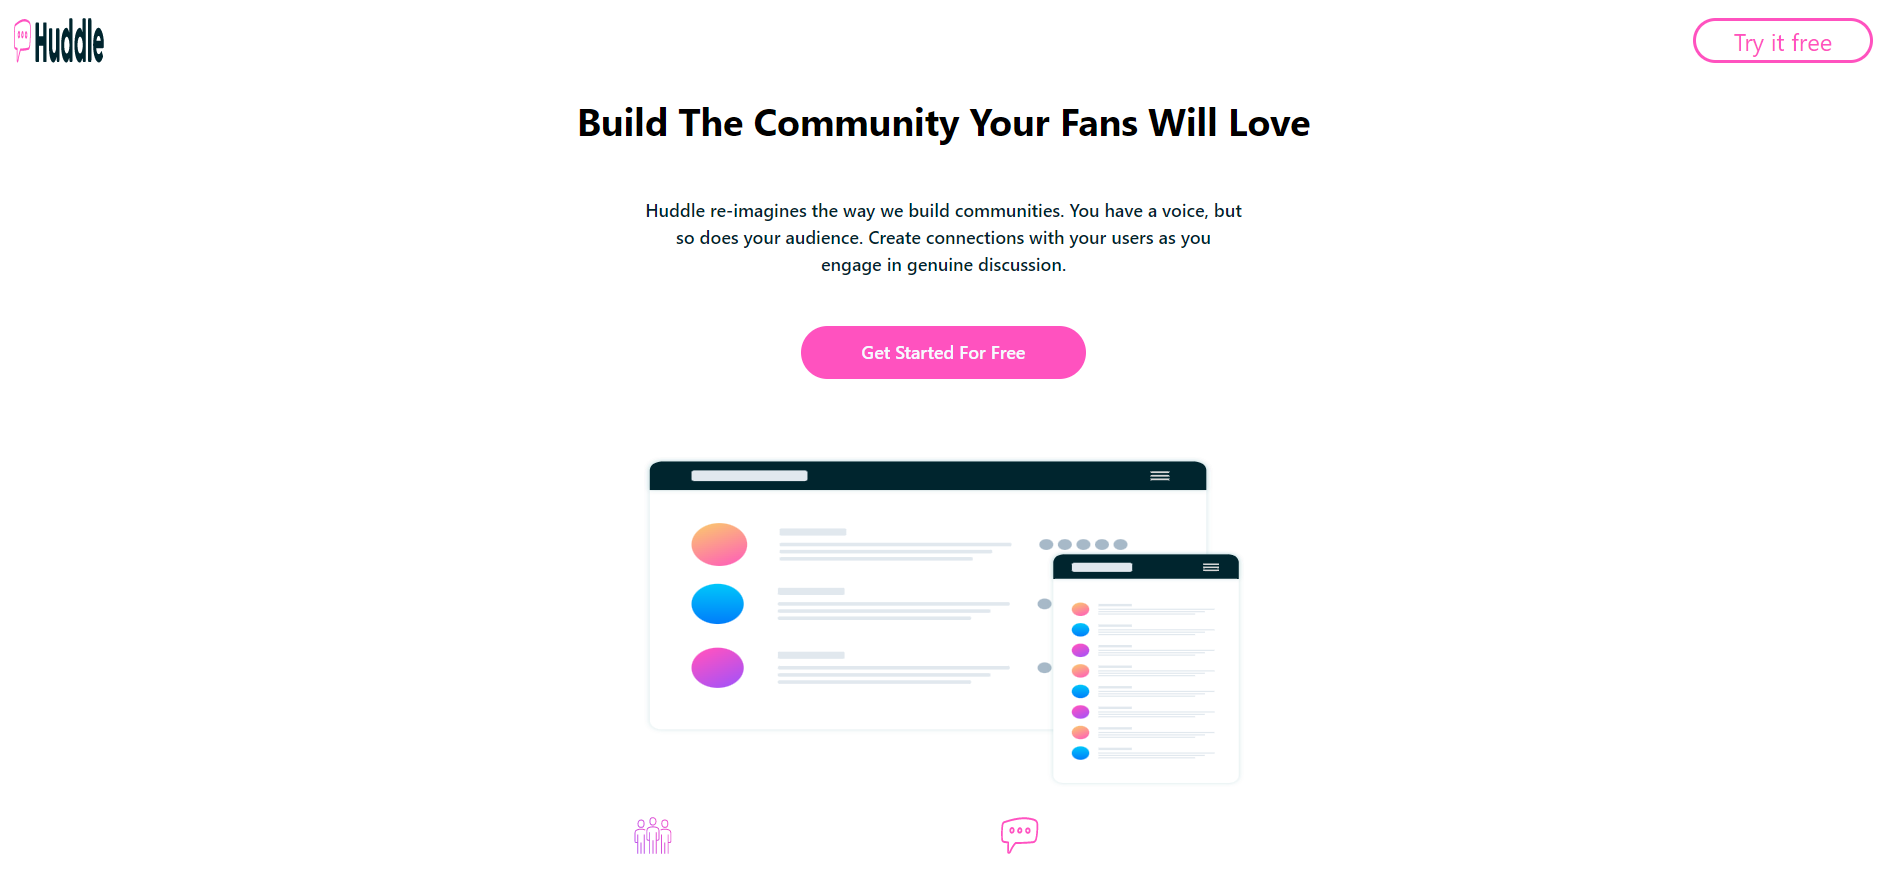 Huddle
Try it free
Build The Community Your Fans Will Love
Huddle re-imagines the way we build communities. You have a voice, but
so does your audience. Create connections with your users as you
engage in genuine discussion.
Get Started For Free